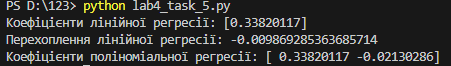 PS D:\123> python lab4_task_5.py
Коефіцієнти лінійної регресії: [0.33820117]
Перехоплення лінійної регресії: -0.009869285363685714
Коефіцієнти поліноміальної регресії: [ 0.33820117 -0.02130286]